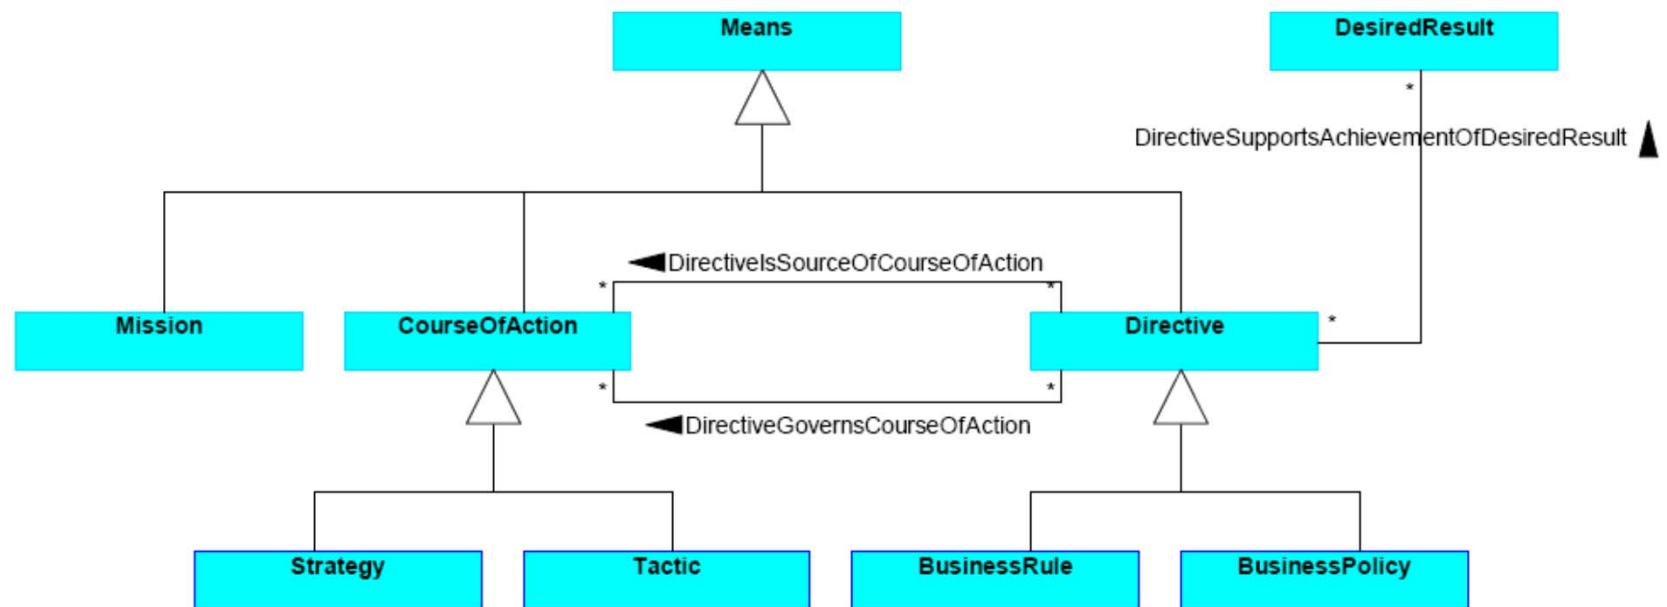 Means
DesiredResult
*
DirectiveSupportsAchievementOfDesiredResult
DirectiveIsSourceOfCourseOfAction
* *
Mission
CourseOfAction
Directive
*
* *
DirectiveGovernsCourseOfAction
Strategy
Tactic
BusinessRule
BusinessPolicy